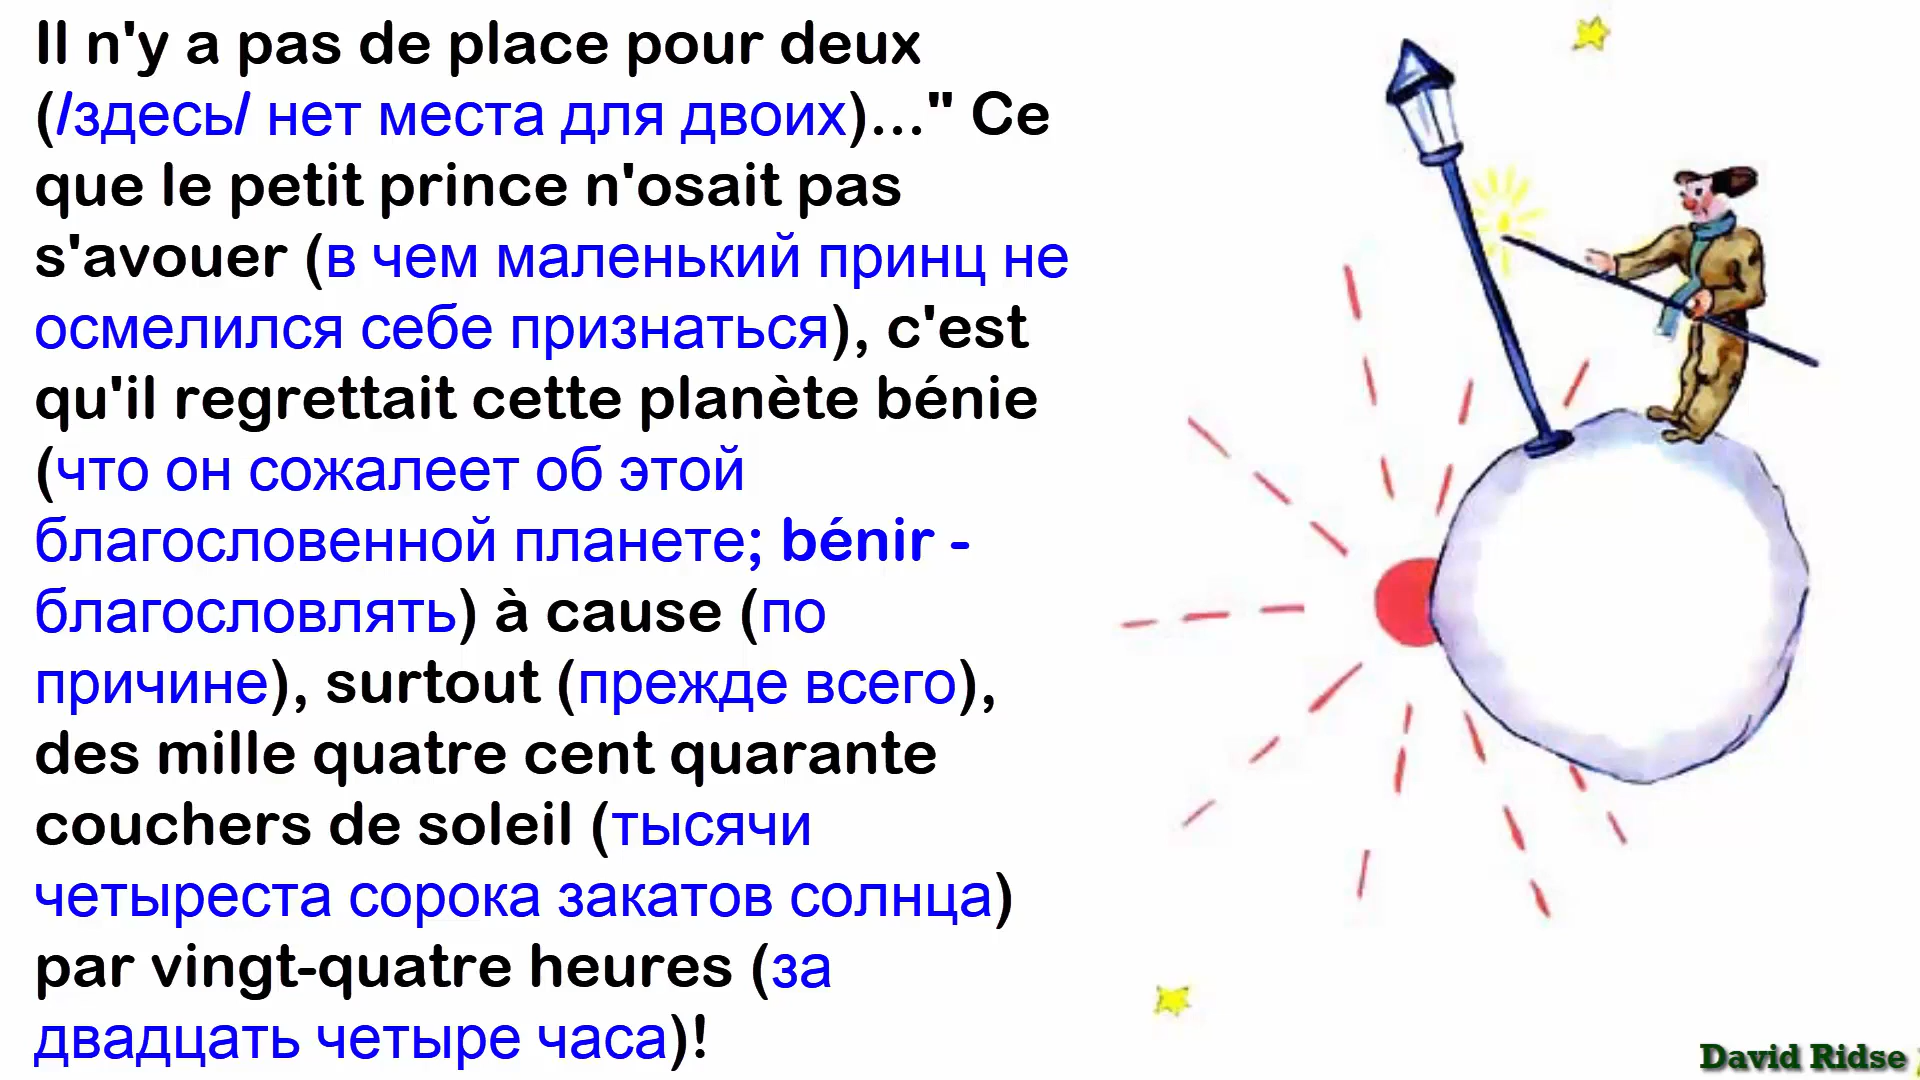 Il n'y a pas de place pour deux
(/здесь/ нет места для двоих)..." Ce
que le petit prince n'osait pas
s'avouer (в чем маленький принц не
осмелился себе признаться), c'est
qu'il regrettait cette planète bénie
(что он сожалеет об этой
благословенной планете; bénir -
благословлять) à cause (по
причине), surtout (прежде всего),
des mille quatre cent quarante
couchers de soleil (тысячи
четыреста сорока закатов солнца)
par vingt-quatre heures (за
двадцать четыре часа)!
David Ridse